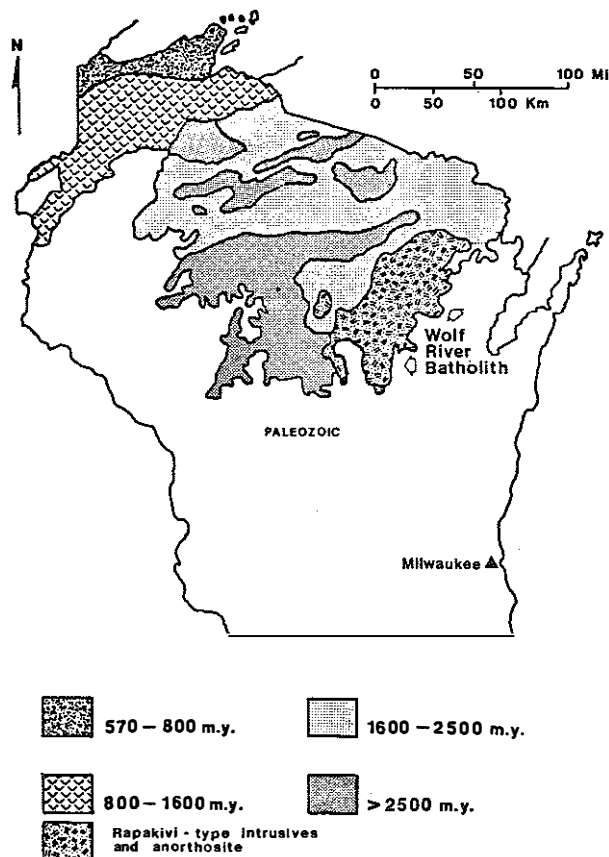 N
0 50 100 Mi
0 50 100 Km
Wolf
River
Batholith
PALEOZOIC
Milwaukee
570 – 800 m.y.
1600 – 2500 m.y.
800 – 1600 m.y.
> 2500 m.y.
Rapakivi - type intrusives
and anorthosite